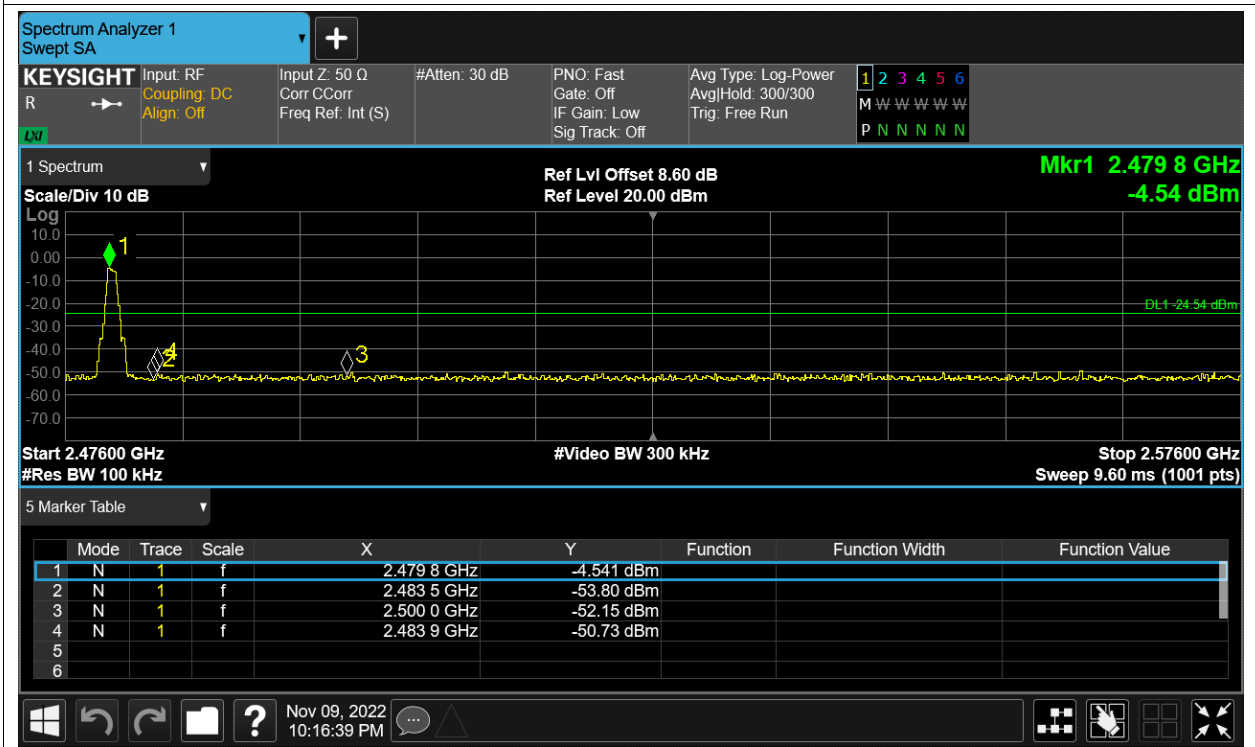 Spectrum Analyzer 1
Swept SA
+
KEYSIGHT Input: RF Input Z: 50 Ω #Atten: 30 dB PNO: Fast Avg Type: Log-Power 1 2 3 4 5 6
R Coupling: DC Corr CCorr Gate: Off Avg|Hold: 300/300 M W W W W W
Align: Off Freq Ref: Int (S) IF Gain: Low Trig: Free Run
LXI Sig Track: Off P N N N N N
1 Spectrum Ref Lvl Offset 8.60 dB Mkr1 2.479 8 GHz
Scale/Div 10 dB Ref Level 20.00 dBm -4.54 dBm
Log
10.0
1
0.00
-10.0
-20.0
DL1 -24.54 dBm
-30.0
-40.0
4 3
2
-50.0
-60.0
-70.0
Start 2.47600 GHz #Video BW 300 kHz Stop 2.57600 GHz
#Res BW 100 kHz Sweep 9.60 ms (1001 pts)
5 Marker Table
Mode Trace Scale X Y Function Function Width Function Value
1 N 1 f 2.479 8 GHz -4.541 dBm
2 N 1 f 2.483 5 GHz -53.80 dBm
3 N 1 f 2.500 0 GHz -52.15 dBm
4 N 1 f 2.483 9 GHz -50.73 dBm
5
6
? Nov 09, 2022
10:16:39 PM